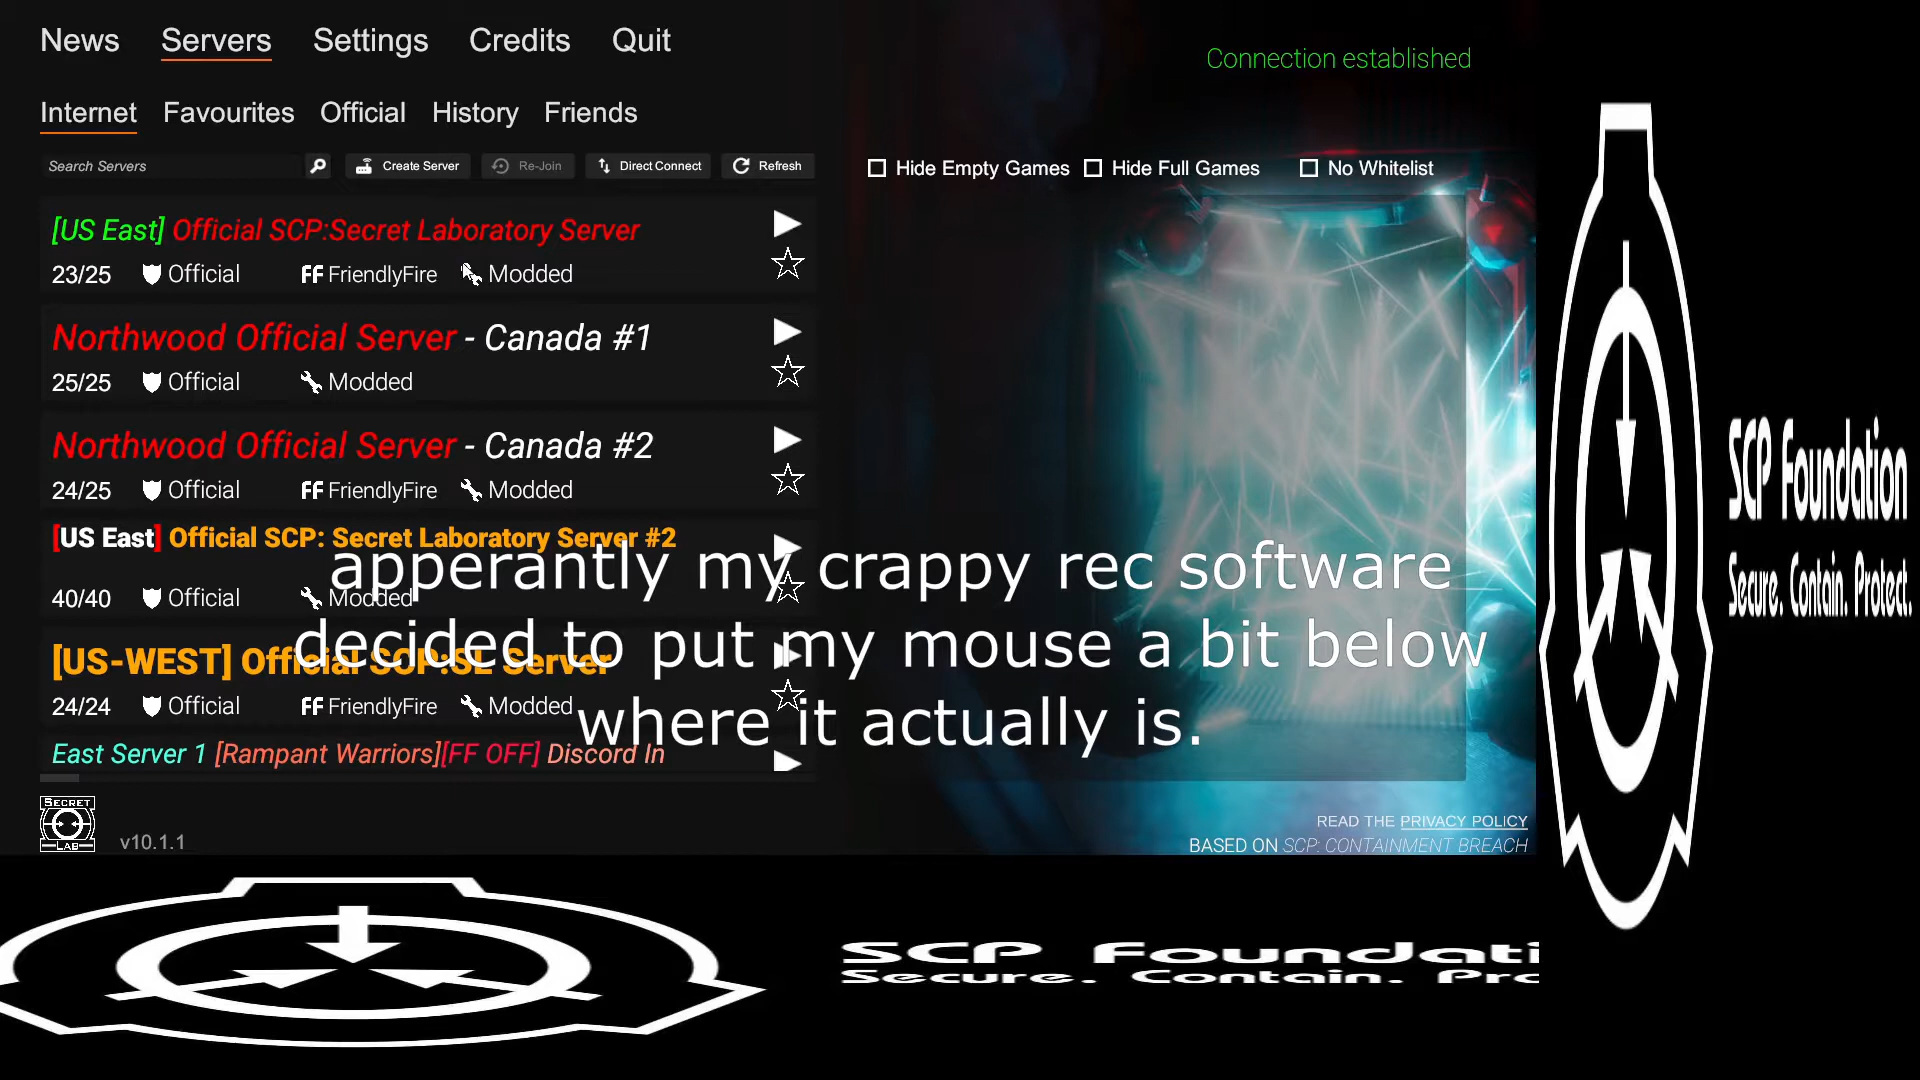 News Servers Settings Credits Quit
Connection established
Internet Favourites Official History Friends
Search Servers Create Server Re-Join Direct Connect Refresh
Hide Empty Games Hide Full Games No Whitelist
[US East] Official SCP:Secret Laboratory Server
23/25 Official FF FriendlyFire Modded
Northwood Official Server - Canada #1
25/25 Official Modded
Northwood Official Server - Canada #2
24/25 Official FF FriendlyFire Modded
[US East] Official SCP: Secret Laboratory Server #2
40/40 Official Modded
[US-WEST] Official SCP:SL Server
24/24 Official FF FriendlyFire Modded
East Server 1 [Rampant Warriors][FF OFF] Discord In
apperantly my crappy rec software
decided to put my mouse a bit below
where it actually is.
SECRET
LAB
v10.1.1
READ THE PRIVACY POLICY
BASED ON SCP: CONTAINMENT BREACH
SCP Foundation
Secure. Contain. Protect.
SCP Foundati
Secure. Contain. Pro